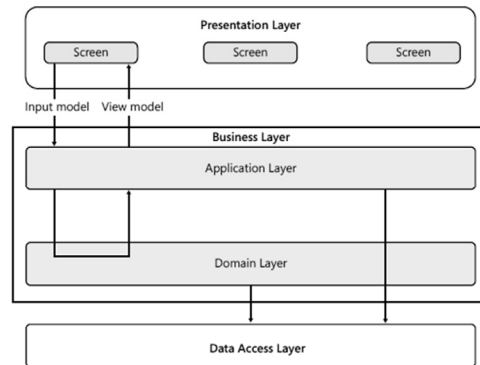 Presentation Layer
Screen Screen Screen
Input model View model
Business Layer
Application Layer
Domain Layer
Data Access Layer